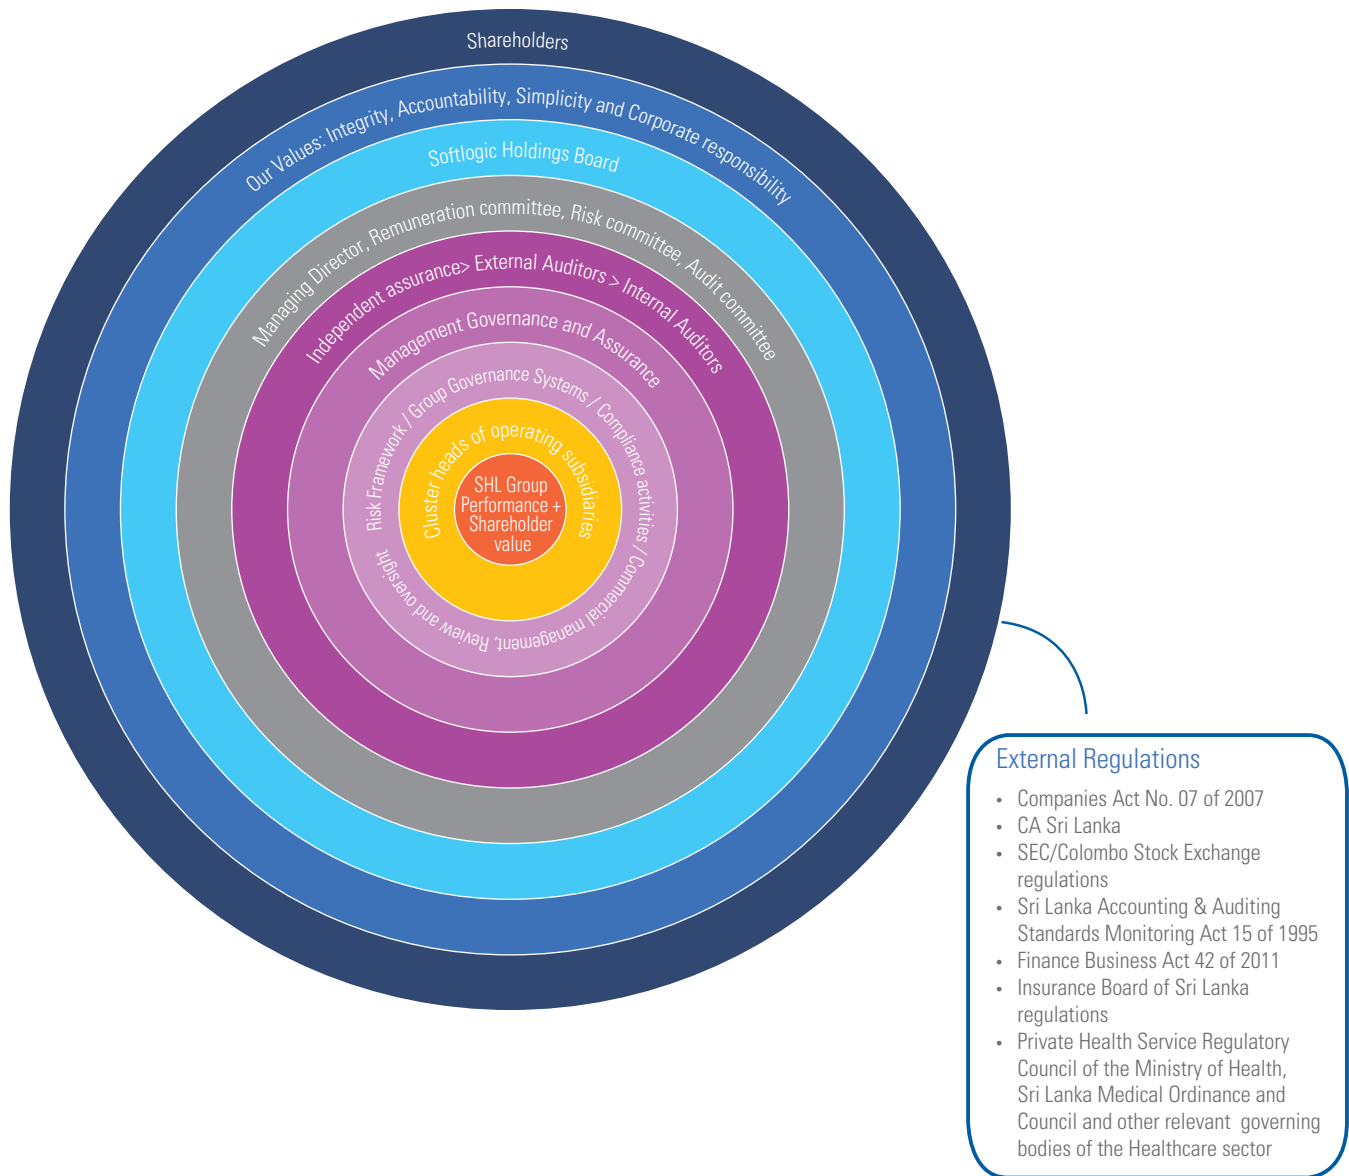 Shareholders
Our Values: Integrity, Accountability, Simplicity and Corporate responsibility
Softlogic Holdings Board
Managing Director, Remuneration committee, Risk committee, Audit committee
Independent assurance> External Auditors > Internal Auditors
Management Governance and Assurance
Risk Framework / Group Governance Systems / Compliance activities / Commercial management, Review and oversight
Cluster heads of operating subsidiaries
SHL Group
Performance +
Shareholder
value
External Regulations
• Companies Act No. 07 of 2007
• CA Sri Lanka
• SEC/Colombo Stock Exchange
regulations
• Sri Lanka Accounting & Auditing
Standards Monitoring Act 15 of 1995
• Finance Business Act 42 of 2011
• Insurance Board of Sri Lanka
regulations
• Private Health Service Regulatory
Council of the Ministry of Health,
Sri Lanka Medical Ordinance and
Council and other relevant governing
bodies of the Healthcare sector